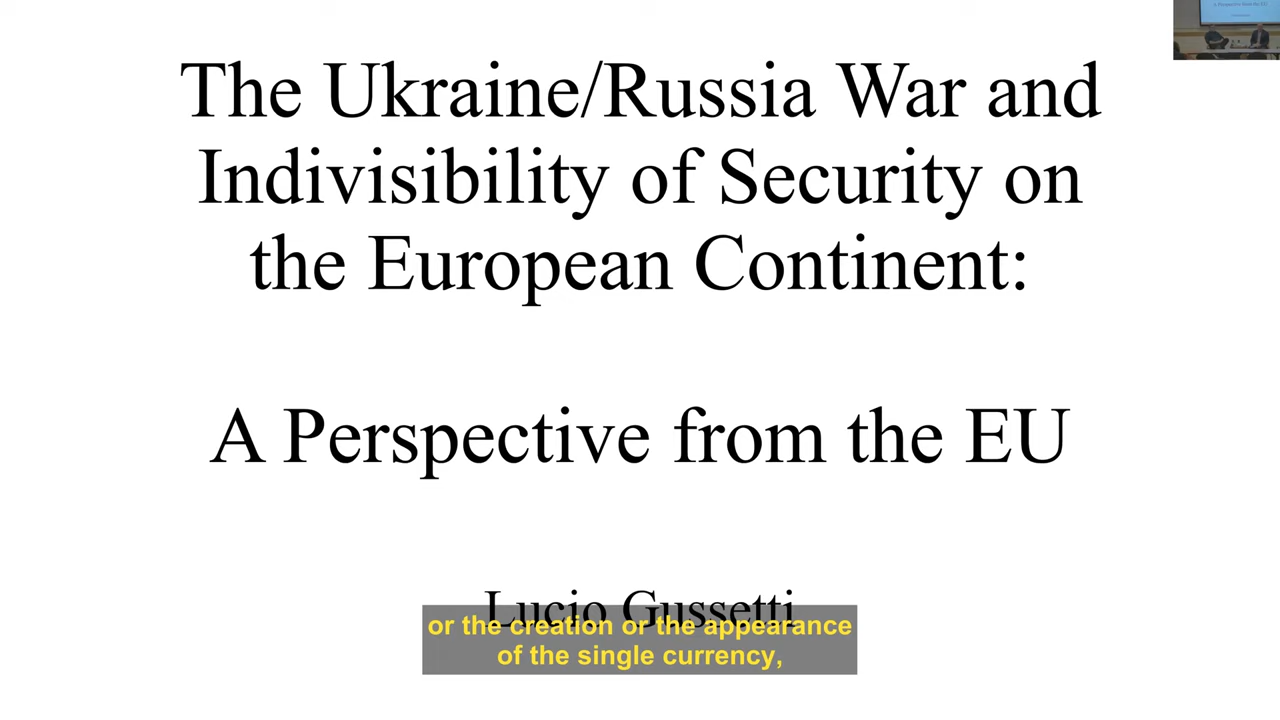 The Ukraine/Russia War and
Indivisibility of Security on
the European Continent:
A Perspective from the EU
Lucio Gussetti
or the creation or the appearance
of the single currency,